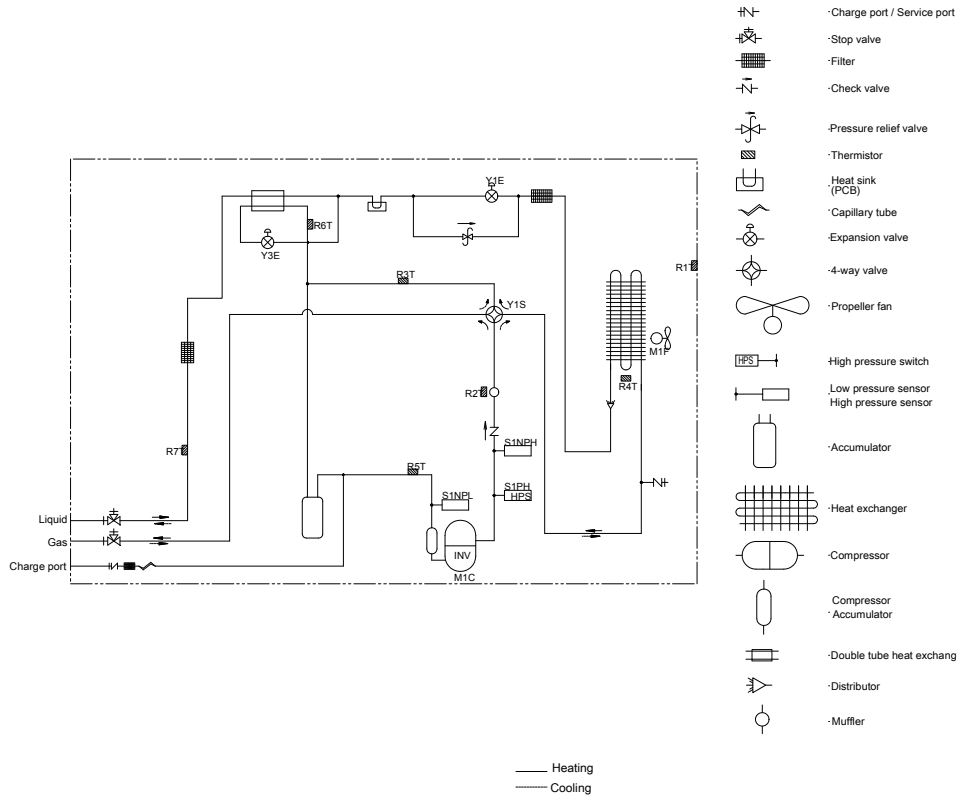 Charge port / Service port
Stop valve
Filter
Check valve
Pressure relief valve
Thermistor
Heat sink
(PCB)
Capillary tube
Expansion valve
4-way valve
Propeller fan
HPS
High pressure switch
Low pressure sensor
High pressure sensor
Accumulator
Heat exchanger
Compressor
Compressor
Accumulator
Double tube heat exchang
Distributor
Muffler
Y1E
R6T
Y3E
R1T
R3T
Y1S
M1F
R4T
R2T
S1NPH
R7T
R5T
S1PH
HPS
S1NPL
Liquid
Gas
INV
Charge port
M1C
Heating
Cooling